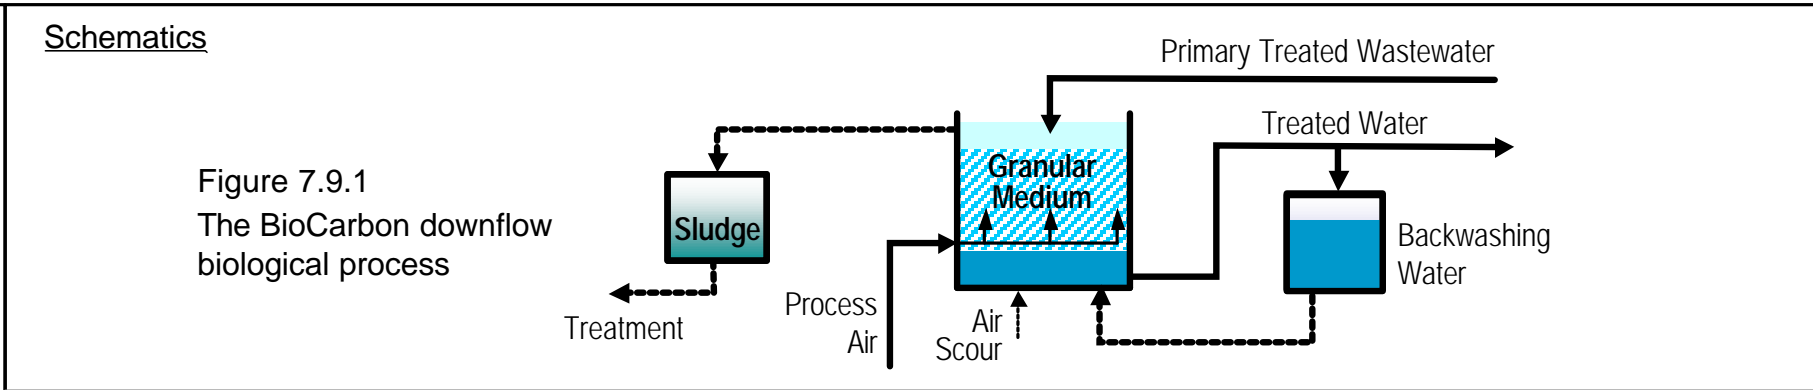 Schematics
Primary Treated Wastewater
Treated Water
Granular
Medium
Figure 7.9.1
The BioCarbon downflow
biological process
Sludge
Backwashing
Water
Process
Air
Air
Scour
Treatment